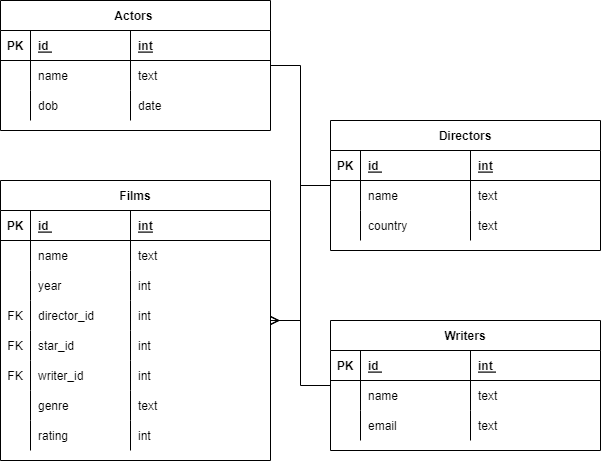 Actors
PK id int
name text
dob date
Directors
PK id int
name text
country text
Films
PK id int
name text
year int
FK director_id int
FK star_id int
FK writer_id int
genre text
rating int
Writers
PK id int
name text
email text